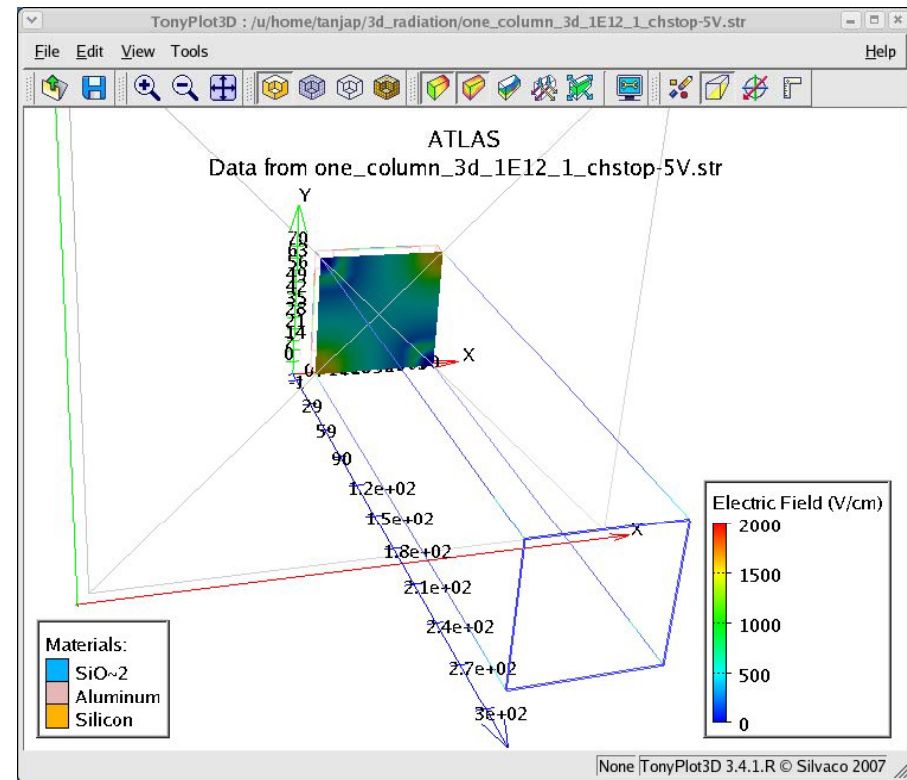 TonyPlot3D : /u/home/tanjap/3d_radiation/one_column_3d_1E12_1_chstop-5V.str
File Edit View Tools Help
ATLAS
Data from one_column_3d_1E12_1_chstop-5V.str
Y
70
63
56
49
42
35
28
21
14
7
0
X
-1
29
59
90
1.2e+02
1.5e+02
1.8e+02
X
2.1e+02
2.4e+02
2.7e+02
3e+02
Electric Field (V/cm)
2000
1500
1000
500
0
Materials:
SiO~2
Aluminum
Silicon
None TonyPlot3D 3.4.1.R © Silvaco 2007